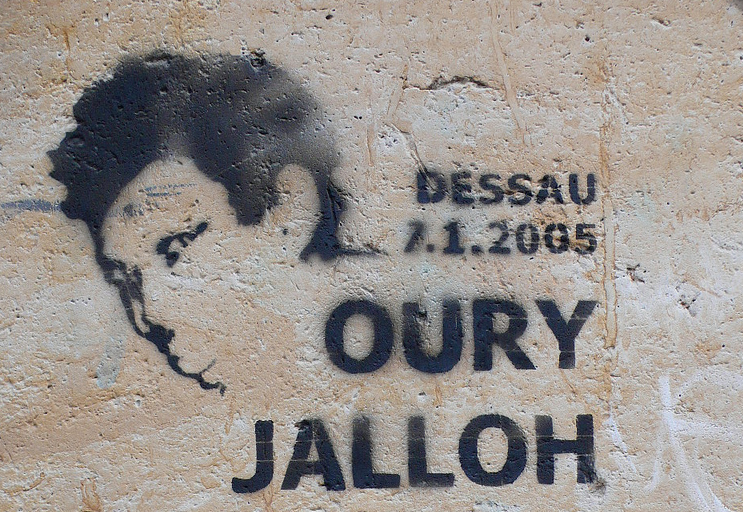 DESSAU
7.1.2005
OURY
JALLOH